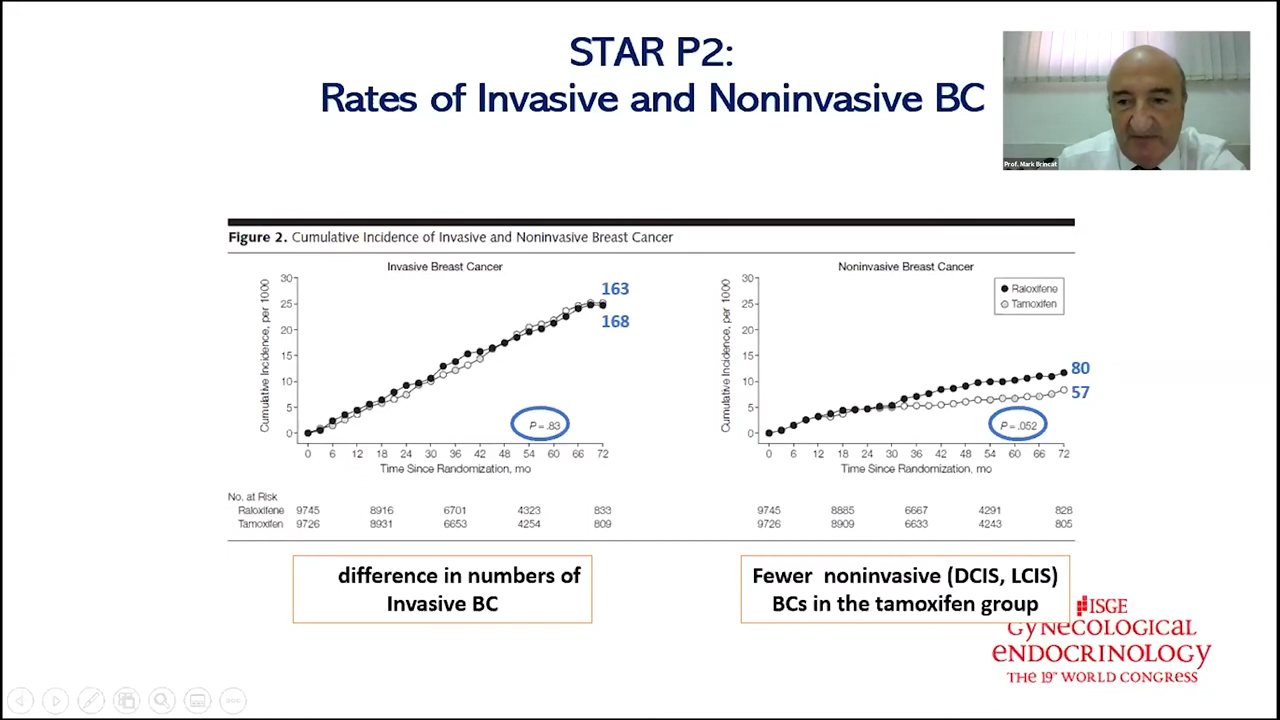 STAR P2:
Rates of Invasive and Noninvasive BC
Prof. Mark Brincat
Figure 2. Cumulative Incidence of Invasive and Noninvasive Breast Cancer
Invasive Breast Cancer
Cumulative Incidence, per 1000
30
25
20
15
10
5
0
163
168
P = .83
0 6 12 18 24 30 36 42 48 54 60 66 72
Time Since Randomization, mo
Noninvasive Breast Cancer
Cumulative Incidence, per 1000
30
25
20
15
10
5
0
Raloxifene
Tamoxifen
80
57
P = .052
0 6 12 18 24 30 36 42 48 54 60 66 72
Time Since Randomization, mo
No. at Risk
Raloxifene 9745 8916 6701 4323 833 9745 8885 6667 4291 828
Tamoxifen 9726 8931 6653 4254 809 9726 8909 6633 4243 805
difference in numbers of
Invasive BC
Fewer noninvasive (DCIS, LCIS)
BCs in the tamoxifen group
ISGE
GYNECOLOGICAL
ENDOCRINOLOGY
THE 19TH WORLD CONGRESS